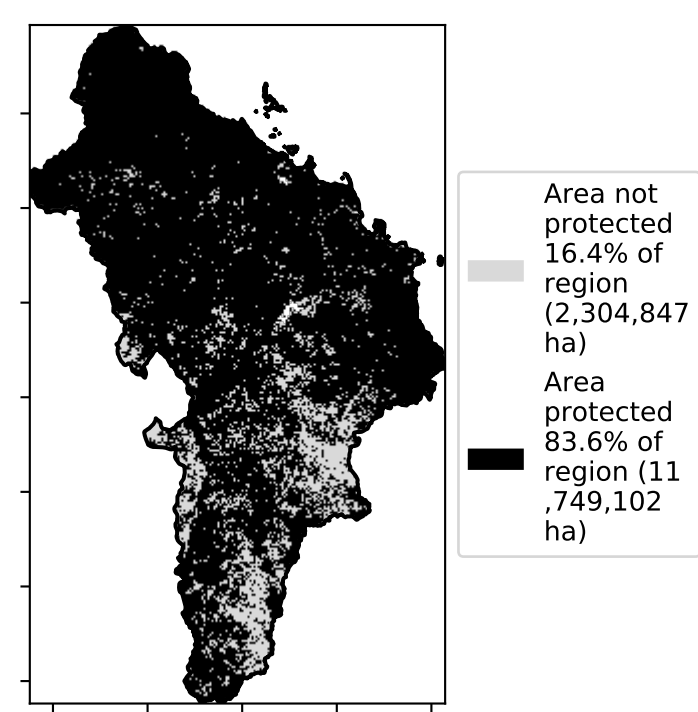 Area not
protected
16.4% of
region
(2,304,847
ha)
Area
protected
83.6% of
region (11
,749,102
ha)